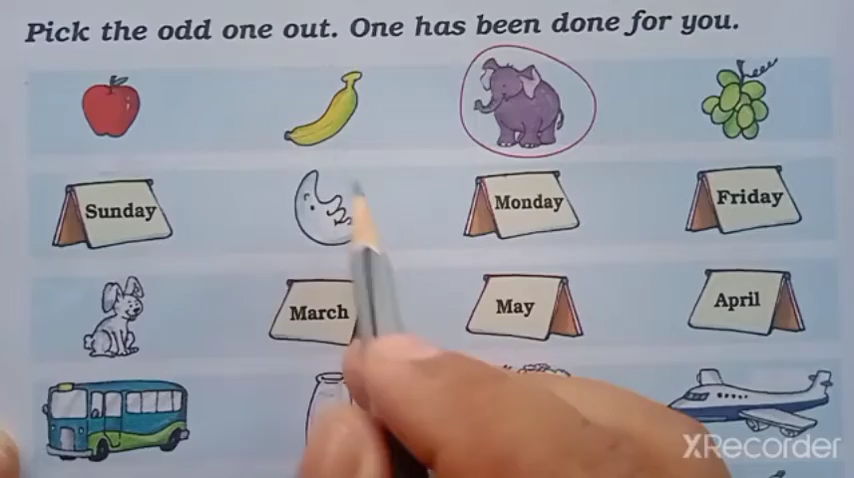 Pick the odd one out. One has been done for you.
Sunday
Monday
Friday
March
May
April
XRecorder